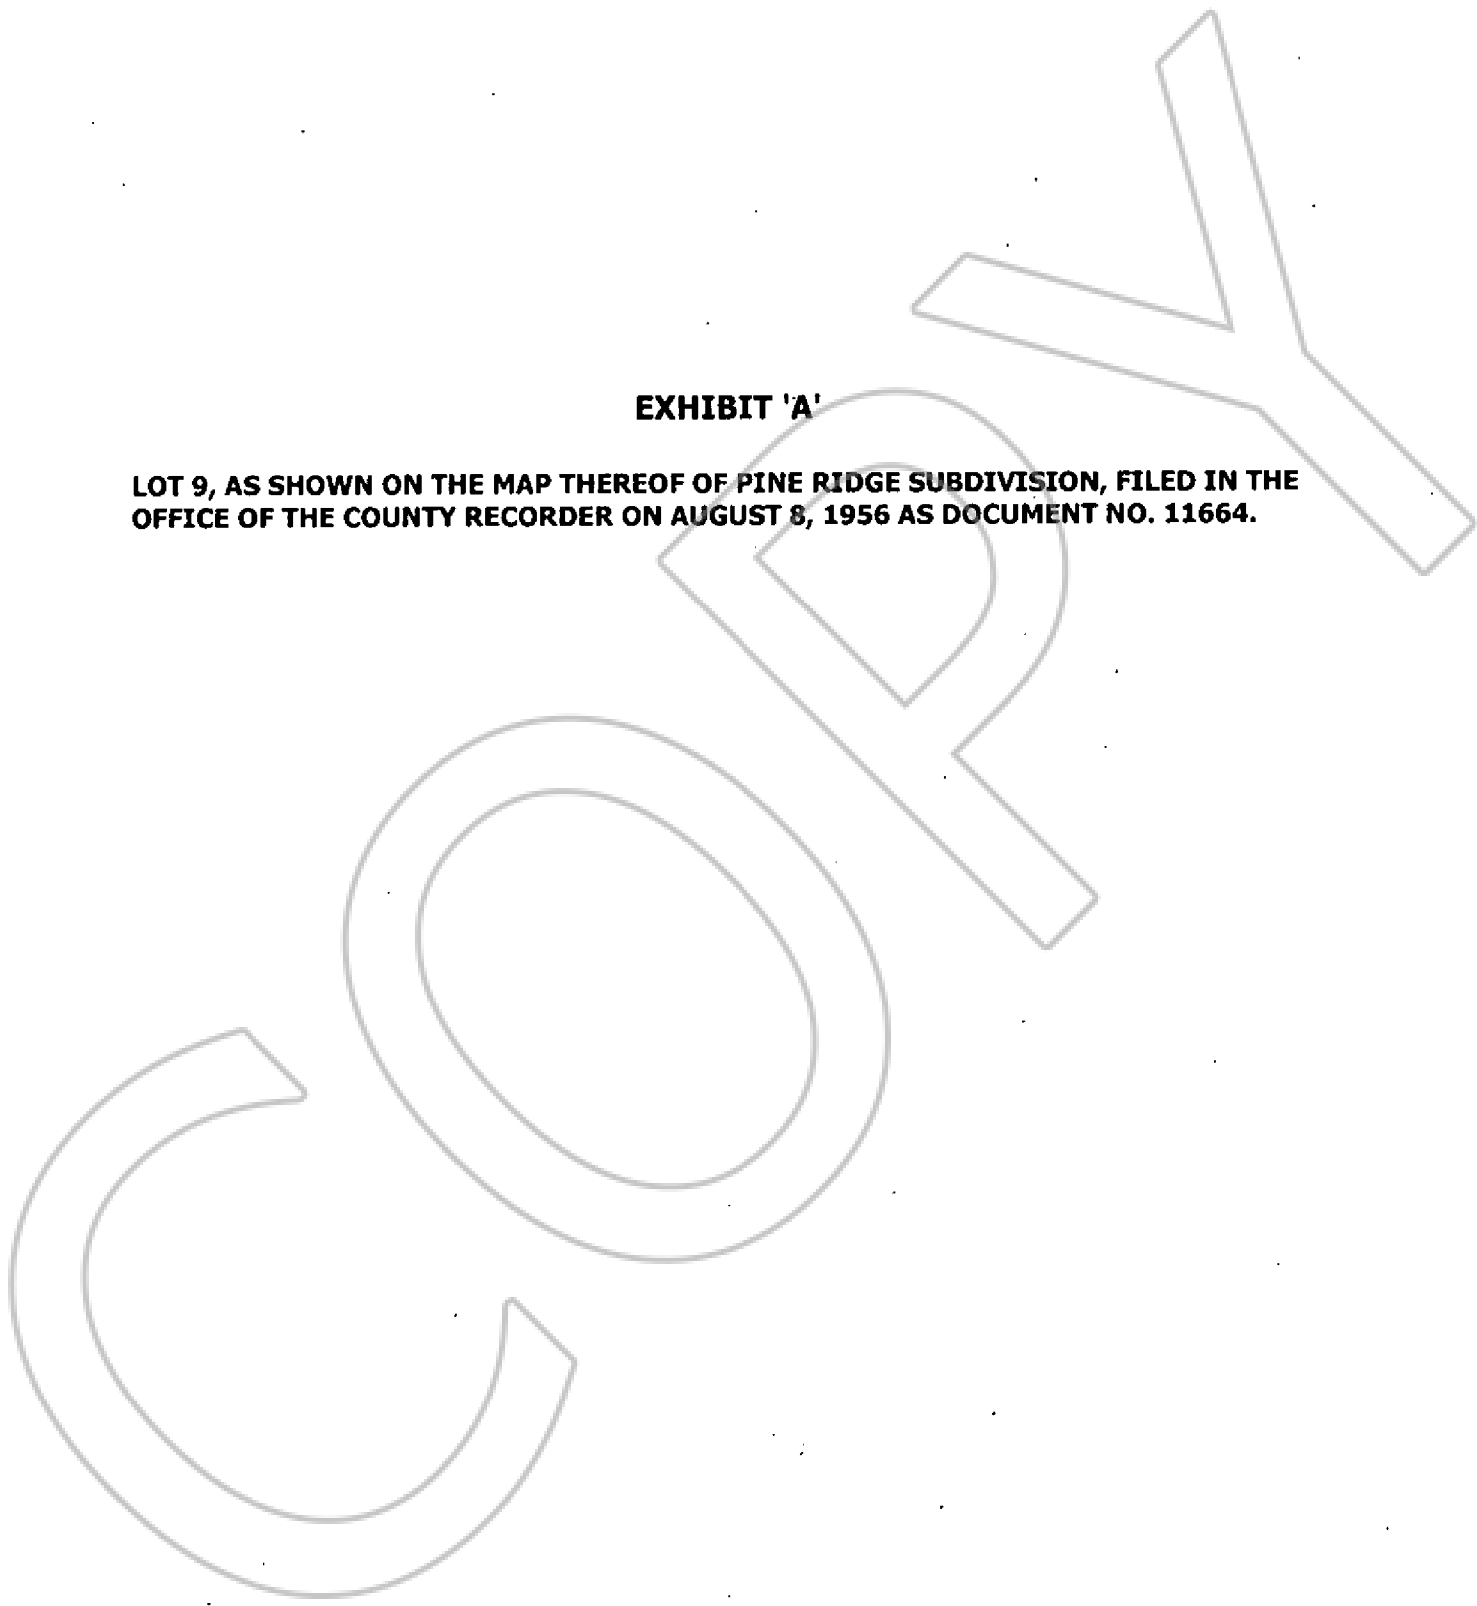 EXHIBIT 'A'
LOT 9, AS SHOWN ON THE MAP THEREOF OF PINE RIDGE SUBDIVISION, FILED IN THE
OFFICE OF THE COUNTY RECORDER ON AUGUST 8, 1956 AS DOCUMENT NO. 11664.
COPY